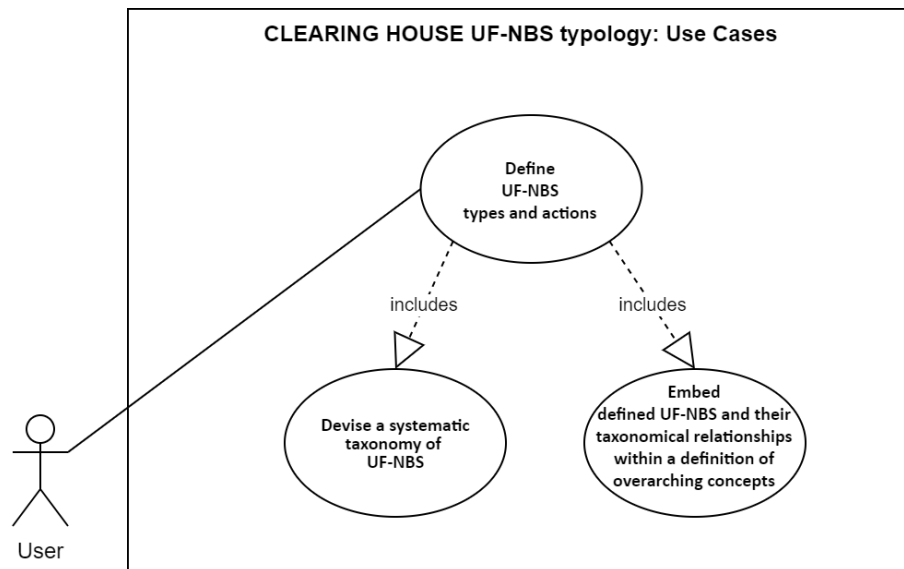 CLEARING HOUSE UF-NBS typology: Use Cases
Define
UF-NBS
types and actions
includes
includes
Devise a systematic
taxonomy of
UF-NBS
Embed
defined UF-NBS and their
taxonomical relationships
within a definition of
overarching concepts
User